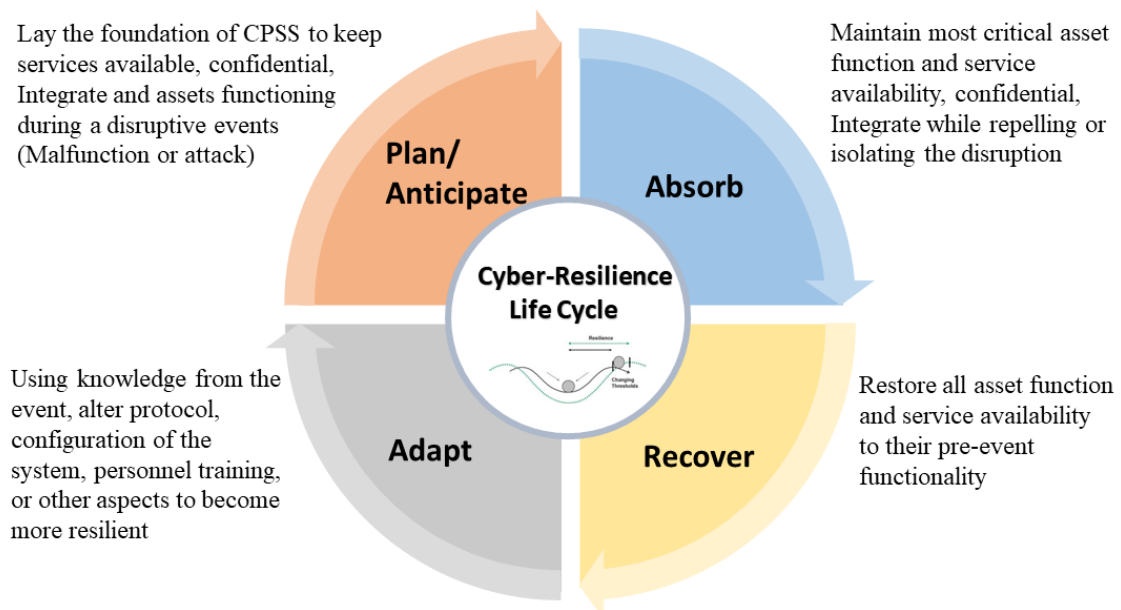 Lay the foundation of CPSS to keep
services available, confidential,
Integrate and assets functioning
during a disruptive events
(Malfunction or attack)
Plan/
Anticipate
Absorb
Maintain most critical asset
function and service
availability, confidential,
Integrate while repelling or
isolating the disruption
Cyber-Resilience
Life Cycle
Resilience
Changing
Thresholds
Using knowledge from the
event, alter protocol,
configuration of the
system, personnel training,
or other aspects to become
more resilient
Adapt
Recover
Restore all asset function
and service availability
to their pre-event
functionality